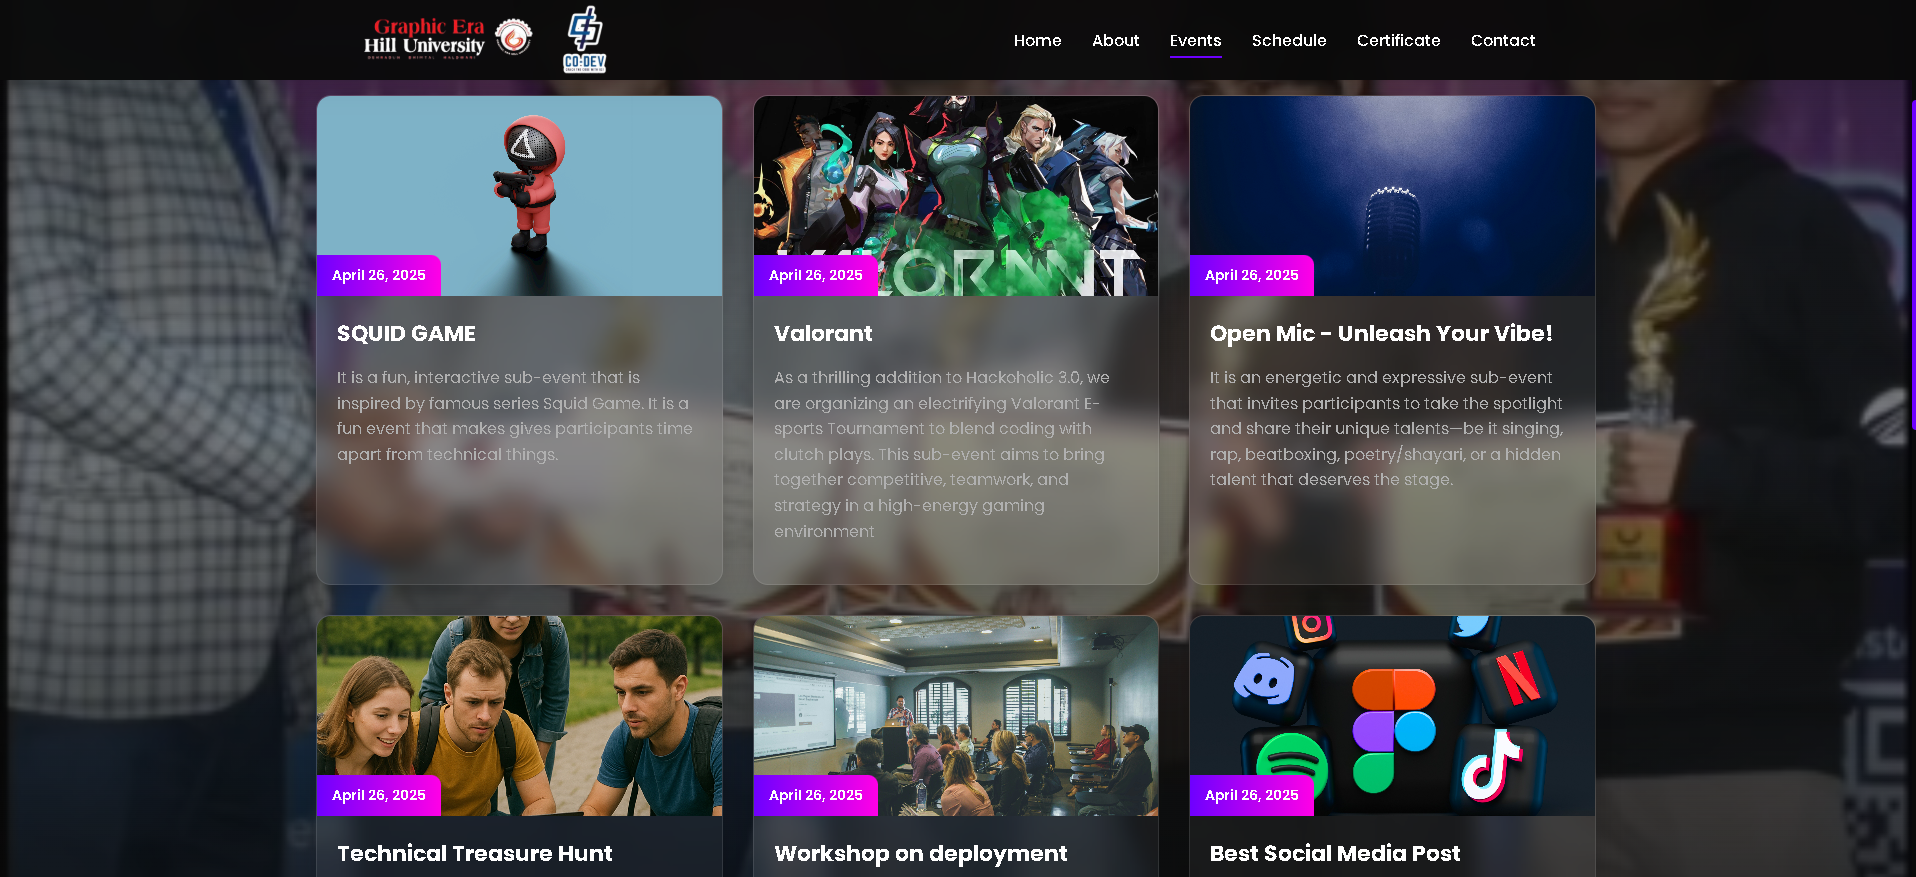 Graphic Era
Hill University
CO-DEV
Home
About
Events
Schedule
Certificate
Contact
April 26, 2025
SQUID GAME
It is a fun, interactive sub-event that is
inspired by famous series Squid Game. It is a
fun event that makes gives participants time
apart from technical things.
VALORANT
April 26, 2025
Valorant
As a thrilling addition to Hackoholic 3.0, we
are organizing an electrifying Valorant E-
sports Tournament to blend coding with
clutch plays. This sub-event aims to bring
together competitive, teamwork, and
strategy in a high-energy gaming
environment
April 26, 2025
Open Mic - Unleash Your Vibe!
It is an energetic and expressive sub-event
that invites participants to take the spotlight
and share their unique talents—be it singing,
rap, beatboxing, poetry/shayari, or a hidden
talent that deserves the stage.
April 26, 2025
Technical Treasure Hunt
April 26, 2025
Workshop on deployment
April 26, 2025
Best Social Media Post